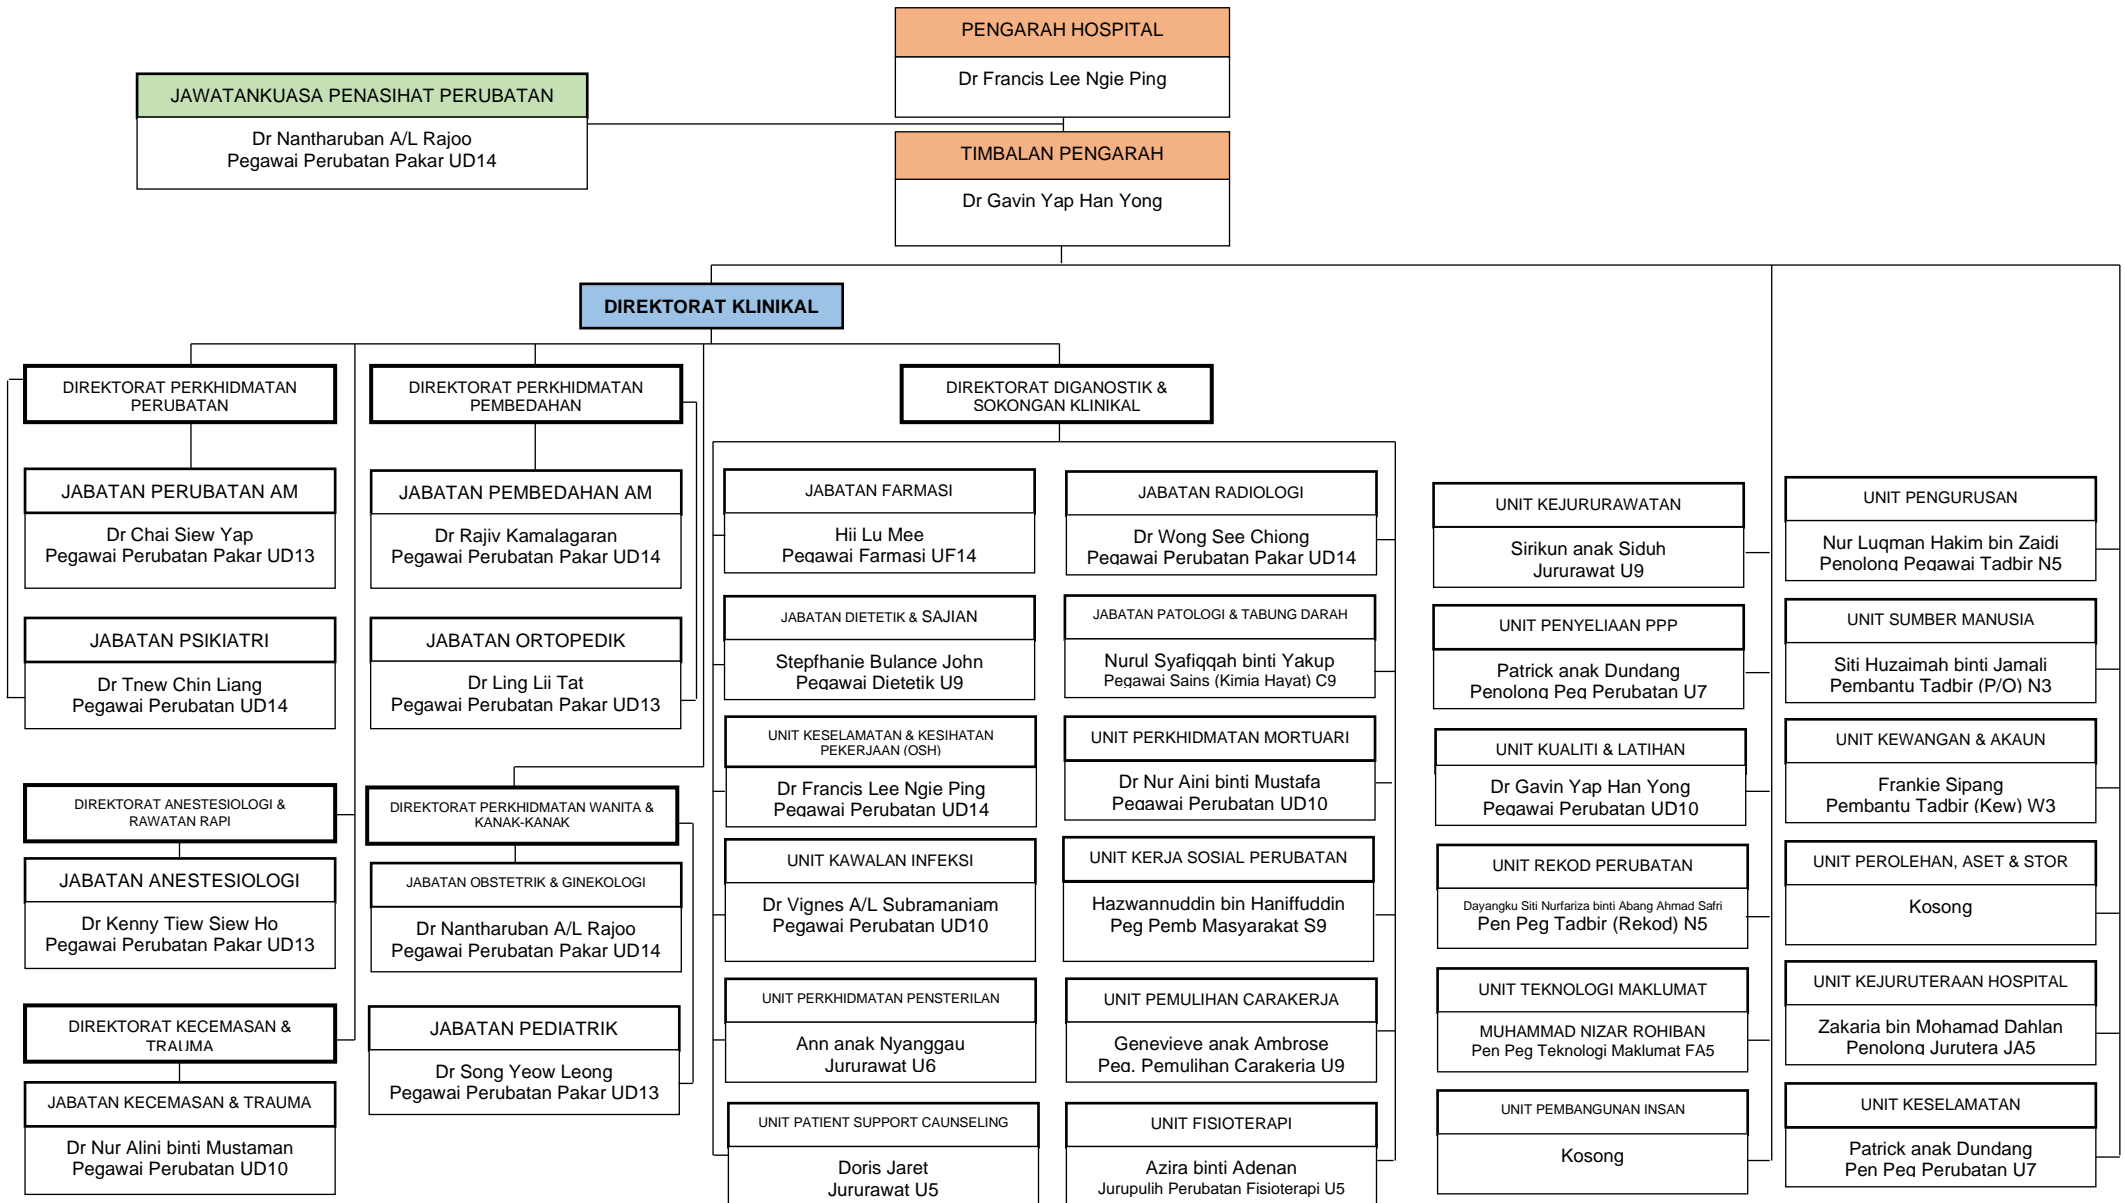 PENGARAH HOSPITAL
Dr Francis Lee Ngie Ping
JAWATANKUASA PENASIHAT PERUBATAN
Dr Nantharuban A/L Rajoo
Pegawai Perubatan Pakar UD14
TIMBALAN PENGARAH
Dr Gavin Yap Han Yong
DIREKTORAT KLINIKAL
DIREKTORAT PERKHIDMATAN
PERUBATAN
JABATAN PERUBATAN AM
Dr Chai Siew Yap
Pegawai Perubatan Pakar UD13
JABATAN PSIKIATRI
Dr Tnew Chin Liang
Pegawai Perubatan UD14
DIREKTORAT ANESTESIOLOGI &
RAWATAN RAPI
JABATAN ANESTESIOLOGI
Dr Kenny Tiew Siew Ho
Pegawai Perubatan Pakar UD13
DIREKTORAT KECEMASAN &
TRAUMA
JABATAN KECEMASAN & TRAUMA
Dr Nur Alini binti Mustaman
Pegawai Perubatan UD10
DIREKTORAT PERKHIDMATAN
PEMBEDAHAN
JABATAN PEMBEDAHAN AM
Dr Rajiv Kamalagaran
Pegawai Perubatan Pakar UD14
JABATAN ORTOPEDIK
Dr Ling Lii Tat
Pegawai Perubatan Pakar UD13
DIREKTORAT PERKHIDMATAN WANITA &
KANAK-KANAK
JABATAN OBSTETRIK & GINEKOLOGI
Dr Nantharuban A/L Rajoo
Pegawai Perubatan Pakar UD14
JABATAN PEDIATRIK
Dr Song Yeow Leong
Pegawai Perubatan Pakar UD13
DIREKTORAT DIGANOSTIK &
SOKONGAN KLINIKAL
JABATAN FARMASI
Hii Lu Mee
Pegawai Farmasi UF14
JABATAN DIETETIK & SAJIAN
Stepfhanie Bulance John
Pegawai Dietetik U9
UNIT KESELAMATAN & KESIHATAN
PEKERJAAN (OSH)
Dr Francis Lee Ngie Ping
Pegawai Perubatan UD14
UNIT KAWALAN INFEKSI
Dr Vignes A/L Subramaniam
Pegawai Perubatan UD10
UNIT PERKHIDMATAN PENSTERILAN
Ann anak Nyanggau
Jururawat U6
UNIT PATIENT SUPPORT CAUNSELING
Doris Jaret
Jururawat U5
JABATAN RADIOLOGI
Dr Wong See Chiong
Pegawai Perubatan Pakar UD14
JABATAN PATOLOGI & TABUNG DARAH
Nurul Syafiqqah binti Yakup
Pegawai Sains (Kimia Hayat) C9
UNIT PERKHIDMATAN MORTUARI
Dr Nur Aini binti Mustafa
Pegawai Perubatan UD10
UNIT KERJA SOSIAL PERUBATAN
Hazwannuddin bin Haniffuddin
Peg Pemb Masyarakat S9
UNIT PEMULIHAN CARAKERJA
Genevieve anak Ambrose
Peg. Pemulihan Carakerja U9
UNIT FISIOTERAPI
Azira binti Adenan
Jurupulih Perubatan Fisioterapi U5
UNIT KEJURURAWATAN
Sirikun anak Siduh
Jururawat U9
UNIT PENYELIAAN PPP
Patrick anak Dundang
Penolong Peg Perubatan U7
UNIT KUALITI & LATIHAN
Dr Gavin Yap Han Yong
Pegawai Perubatan UD10
UNIT REKOD PERUBATAN
Dayangku Siti Nurfariza binti Abang Ahmad Safri
Pen Peg Tadbir (Rekod) N5
UNIT TEKNOLOGI MAKLUMAT
MUHAMMAD NIZAR ROHIBAN
Pen Peg Teknologi Maklumat FA5
UNIT PEMBANGUNAN INSAN
Kosong
UNIT PENGURUSAN
Nur Luqman Hakim bin Zaidi
Penolong Pegawai Tadbir N5
UNIT SUMBER MANUSIA
Siti Huzaimah binti Jamali
Pembantu Tadbir (P/O) N3
UNIT KEWANGAN & AKAUN
Frankie Sipang
Pembantu Tadbir (Kew) W3
UNIT PEROLEHAN, ASET & STOR
Kosong
UNIT KEJURUTERAAN HOSPITAL
Zakaria bin Mohamad Dahlan
Penolong Jurutera JA5
UNIT KESELAMATAN
Patrick anak Dundang
Pen Peg Perubatan U7